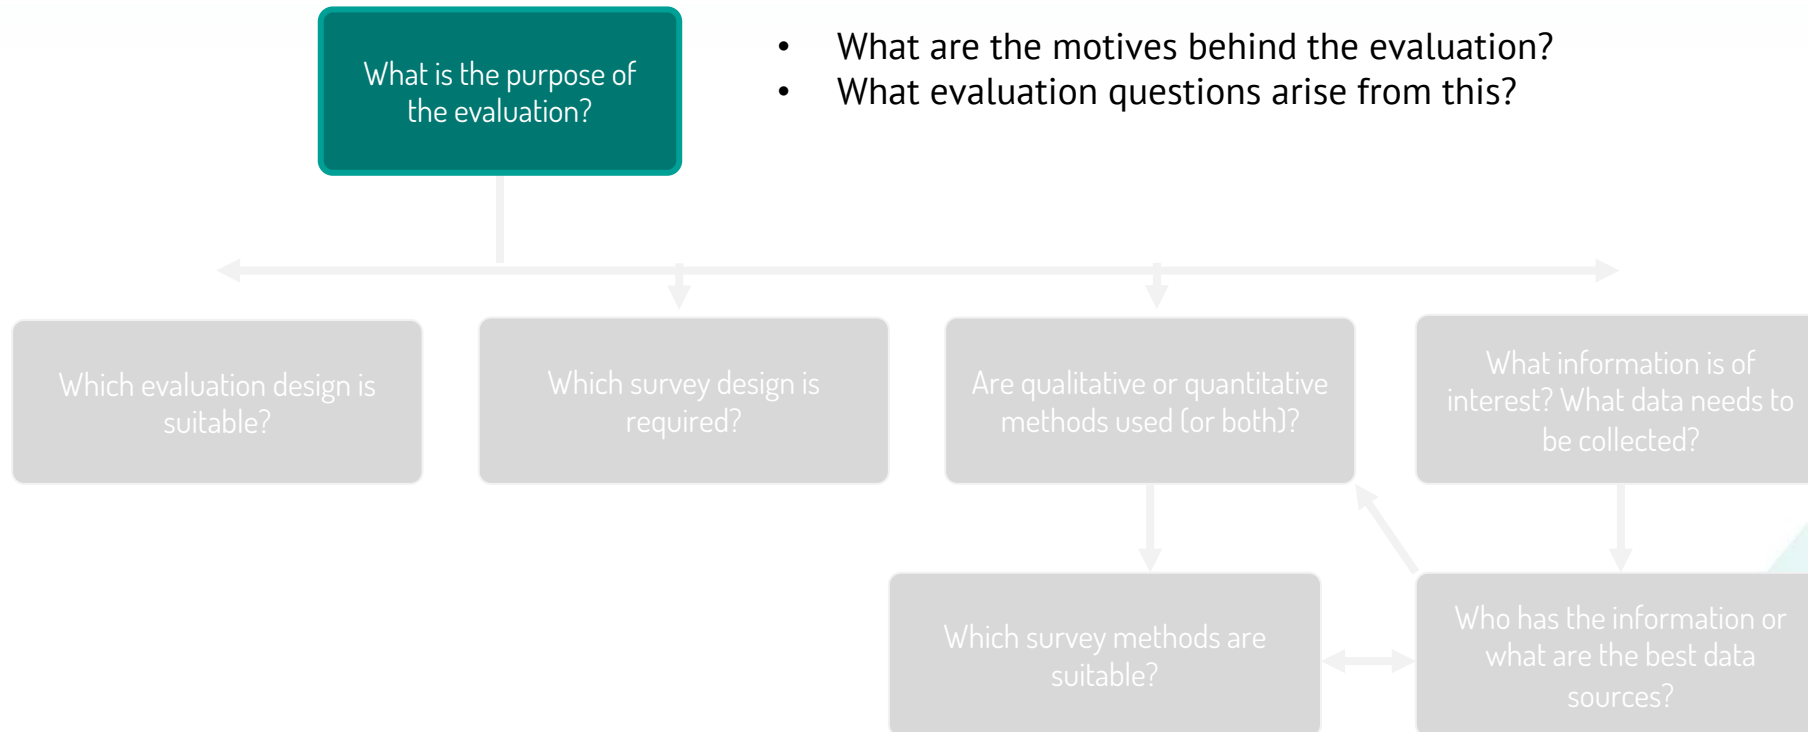 What is the purpose of
the evaluation?
• What are the motives behind the evaluation?
• What evaluation questions arise from this?
Which evaluation design is
suitable?
Which survey design is
required?
Are qualitative or quantitative
methods used (or both)?
What information is of
interest? What data needs to
be collected?
Which survey methods are
suitable?
Who has the information or
what are the best data
sources?